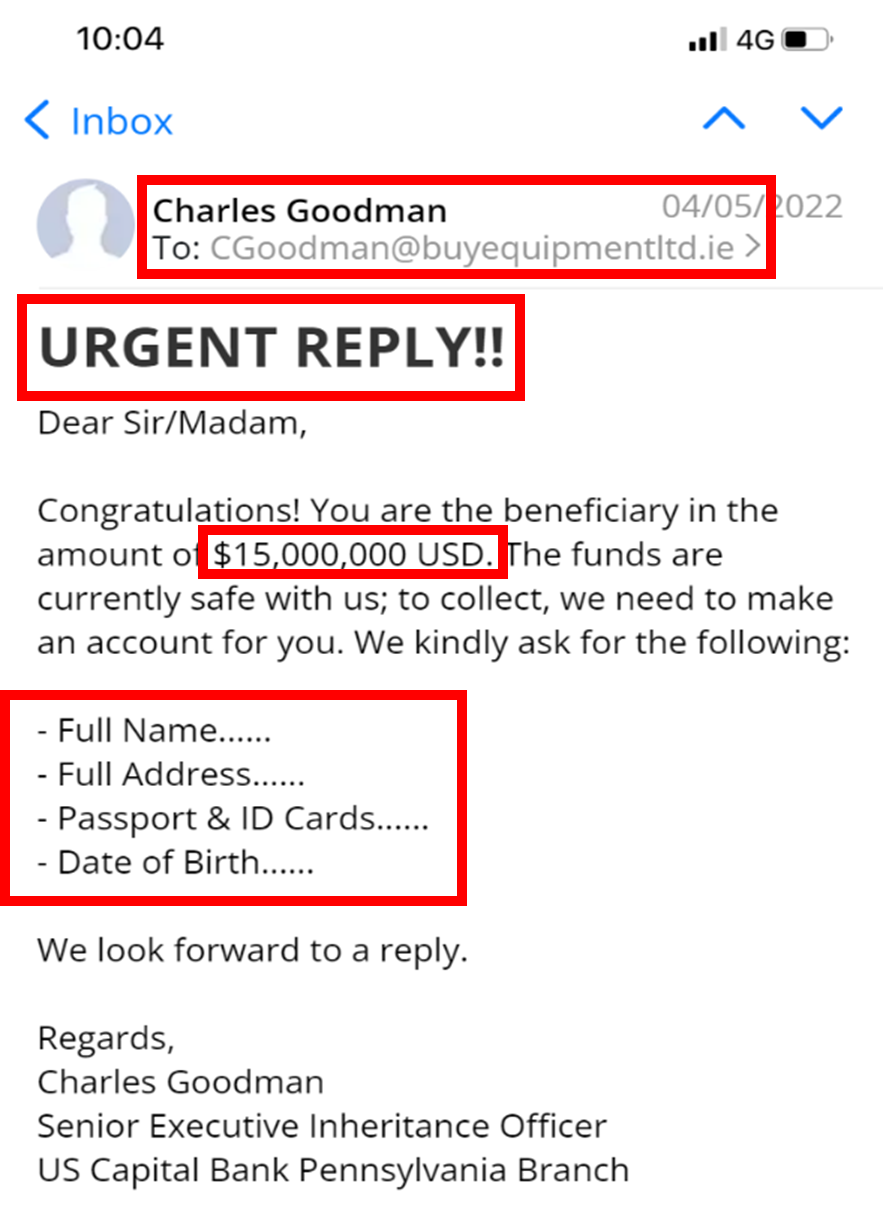 10:04 4G
Inbox
Charles Goodman 04/05/2022
To: CGoodman@buyequipmentltd.ie
URGENT REPLY!!
Dear Sir/Madam,
Congratulations! You are the beneficiary in the
amount of $15,000,000 USD. The funds are
currently safe with us; to collect, we need to make
an account for you. We kindly ask for the following:
- Full Name......
- Full Address......
- Passport & ID Cards......
- Date of Birth......
We look forward to a reply.
Regards,
Charles Goodman
Senior Executive Inheritance Officer
US Capital Bank Pennsylvania Branch